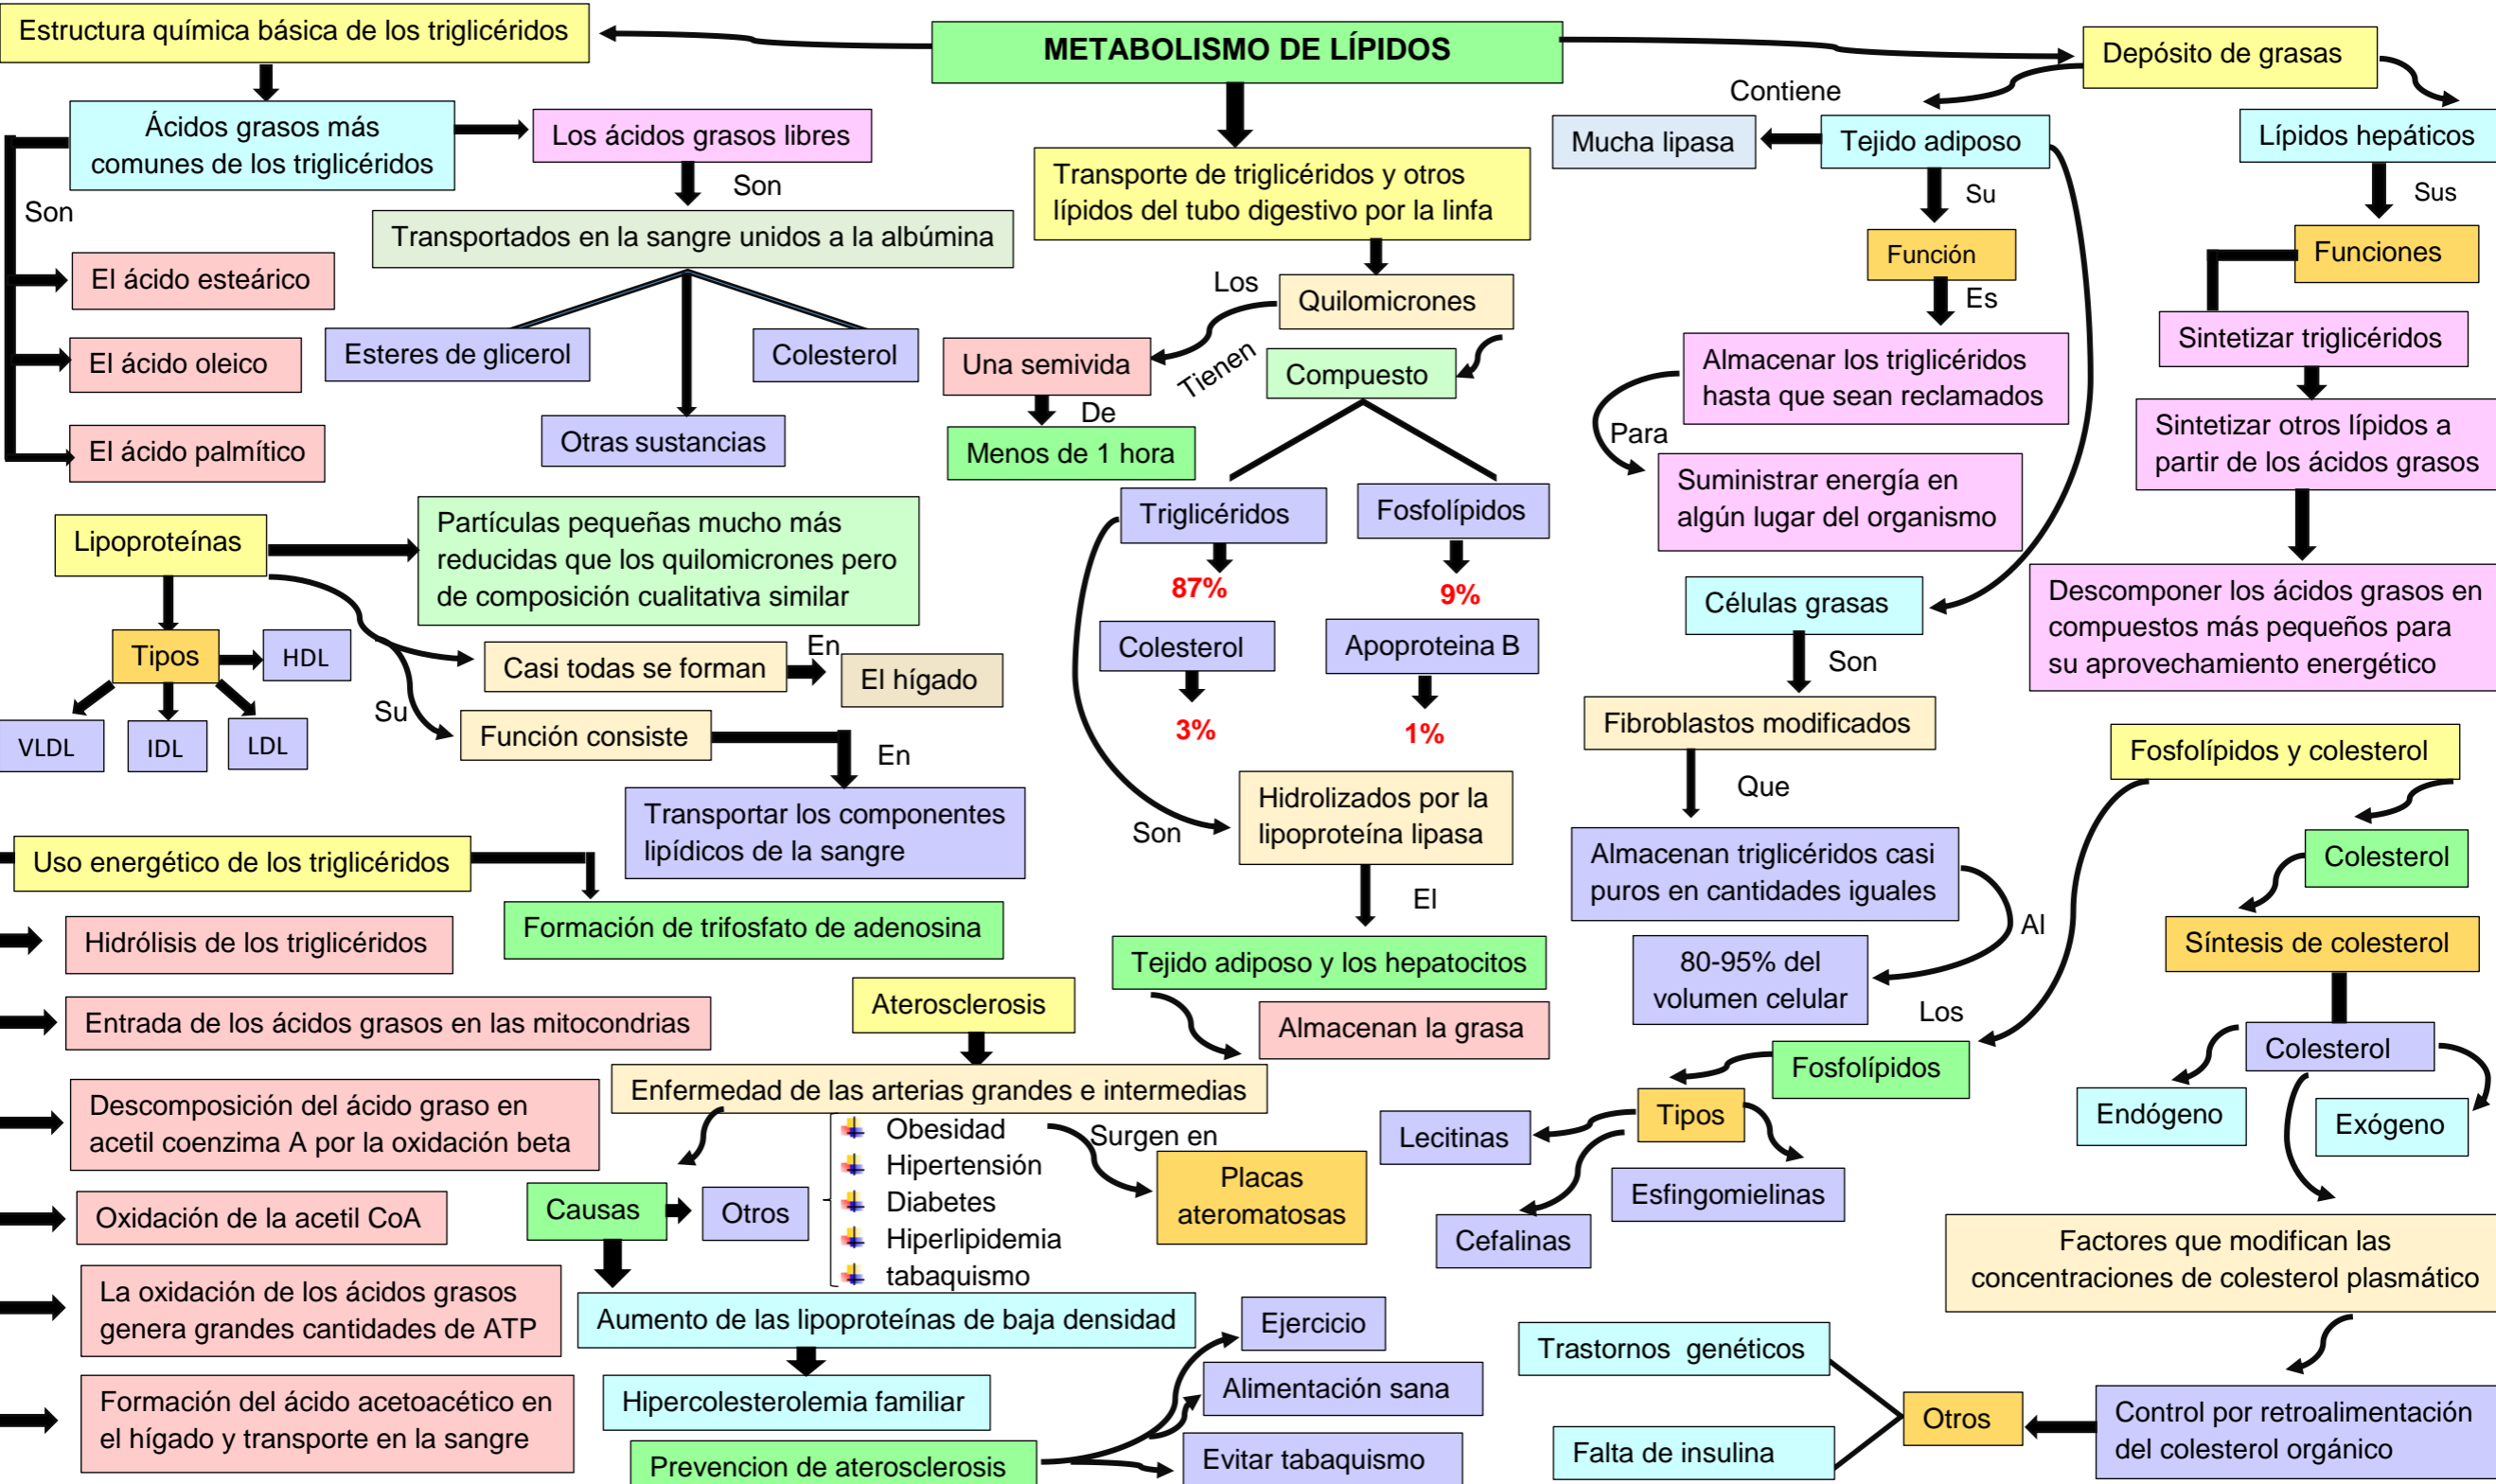 METABOLISMO DE LÍPIDOS
Estructura química básica de los triglicéridos
Ácidos grasos más
comunes de los triglicéridos
Son
El ácido esteárico
El ácido oleico
El ácido palmítico
Los ácidos grasos libres
Son
Transportados en la sangre unidos a la albúmina
Esteres de glicerol
Otras sustancias
Colesterol
Transporte de triglicéridos y otros
lípidos del tubo digestivo por la linfa
Quilomicrones
Los
Tienen
Una semivida
De
Menos de 1 hora
Compuesto
Triglicéridos
87%
Fosfolípidos
9%
Colesterol
3%
Apoproteina B
1%
Son
Hidrolizados por la
lipoproteína lipasa
El
Tejido adiposo y los hepatocitos
Almacenan la grasa
Depósito de grasas
Contiene
Mucha lipasa
Tejido adiposo
Su
Función
Es
Almacenar los triglicéridos
hasta que sean reclamados
Para
Suministrar energía en
algún lugar del organismo
Células grasas
Son
Fibroblastos modificados
Que
Almacenan triglicéridos casi
puros en cantidades iguales
Al
80-95% del
volumen celular
Lípidos hepáticos
Sus
Funciones
Sintetizar triglicéridos
Sintetizar otros lípidos a
partir de los ácidos grasos
Descomponer los ácidos grasos en
compuestos más pequeños para
su aprovechamiento energético
Lipoproteínas
Partículas pequeñas mucho más
reducidas que los quilomicrones pero
de composición cualitativa similar
Tipos
HDL
VLDL
IDL
LDL
Casi todas se forman
En
El hígado
Su
Función consiste
En
Transportar los componentes
lipídicos de la sangre
Uso energético de los triglicéridos
Formación de trifosfato de adenosina
Hidrólisis de los triglicéridos
Entrada de los ácidos grasos en las mitocondrias
Descomposición del ácido graso en
acetil coenzima A por la oxidación beta
Oxidación de la acetil CoA
La oxidación de los ácidos grasos
genera grandes cantidades de ATP
Formación del ácido acetoacético en
el hígado y transporte en la sangre
Aterosclerosis
Enfermedad de las arterias grandes e intermedias
Causas
Otros
Obesidad
Hipertensión
Diabetes
Hiperlipidemia
tabaquismo
Surgen en
Placas
ateromatosas
Aumento de las lipoproteínas de baja densidad
Hipercolesterolemia familiar
Prevencion de aterosclerosis
Ejercicio
Alimentación sana
Evitar tabaquismo
Fosfolípidos y colesterol
Los
Fosfolípidos
Tipos
Lecitinas
Cefalinas
Esfingomielinas
Colesterol
Síntesis de colesterol
Colesterol
Endógeno
Exógeno
Factores que modifican las
concentraciones de colesterol plasmático
Control por retroalimentación
del colesterol orgánico
Otros
Trastornos genéticos
Falta de insulina